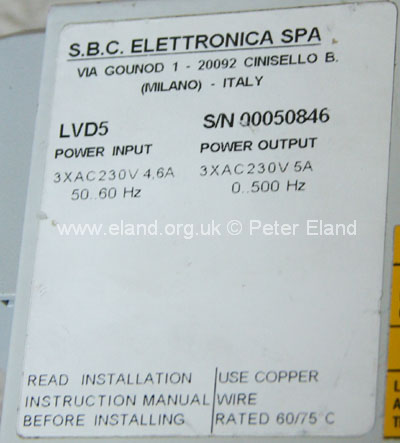 S.B.C. ELETTRONICA SPA
VIA GOUNOD 1 - 20092 CINISELLO B.
(MILANO) - ITALY
LVD5 S/N 00050846
POWER INPUT POWER OUTPUT
3XAC230V 4,6A 3XAC230V 5A
50..60 Hz 0..500 Hz
www.eland.org.uk © Peter Eland
READ INSTALLATION USE COPPER
INSTRUCTION MANUAL WIRE
BEFORE INSTALLING RATED 60/75°C